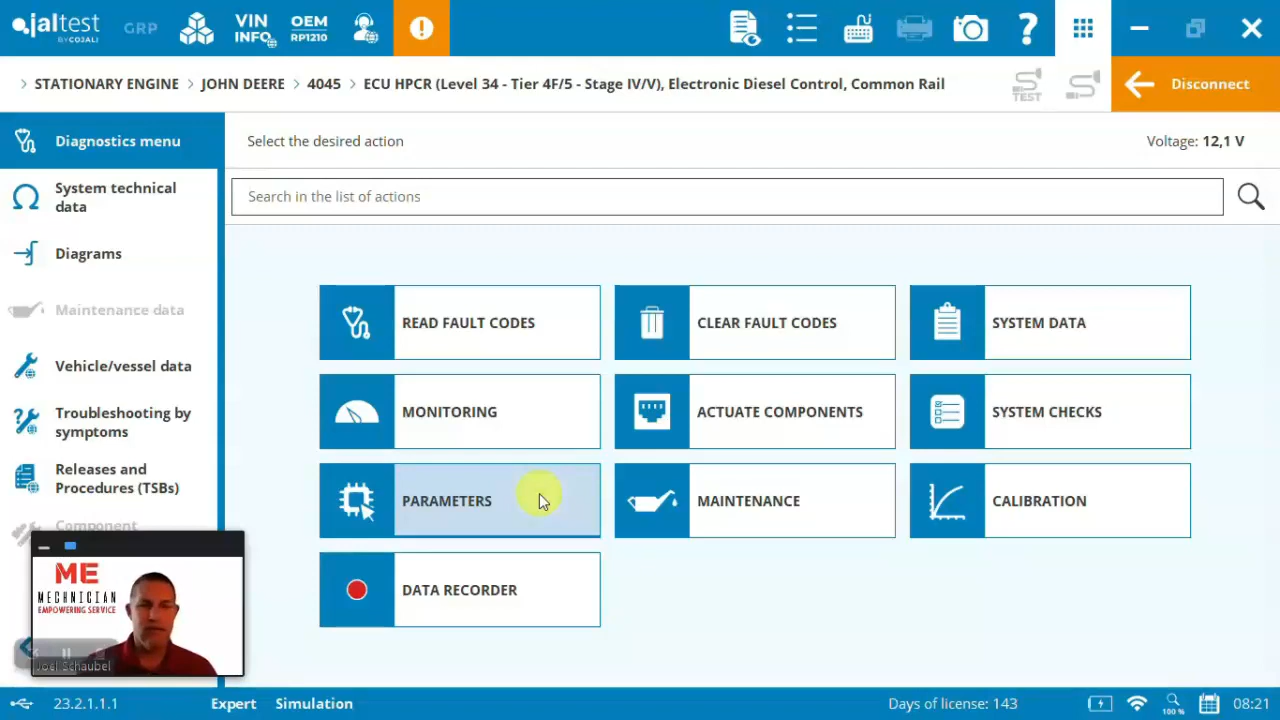 jaltest
BY COJALI
GRP
VIN
INFO
OEM
RP1210
STATIONARY ENGINE
JOHN DEERE
4045
ECU HPCR (Level 34 - Tier 4F/5 - Stage IV/V), Electronic Diesel Control, Common Rail
TEST
Disconnect
Diagnostics menu
System technical
data
Diagrams
Maintenance data
Vehicle/vessel data
Troubleshooting by
symptoms
Releases and
Procedures (TSBs)
Component
Select the desired action
Voltage: 12,1 V
Search in the list of actions
READ FAULT CODES
CLEAR FAULT CODES
SYSTEM DATA
MONITORING
ACTUATE COMPONENTS
SYSTEM CHECKS
PARAMETERS
MAINTENANCE
CALIBRATION
DATA RECORDER
ME
MECHNICIAN
EMPOWERING SERVICE
Joel Schaubel
23.2.1.1.1
Expert
Simulation
Days of license: 143
100 %
08:21